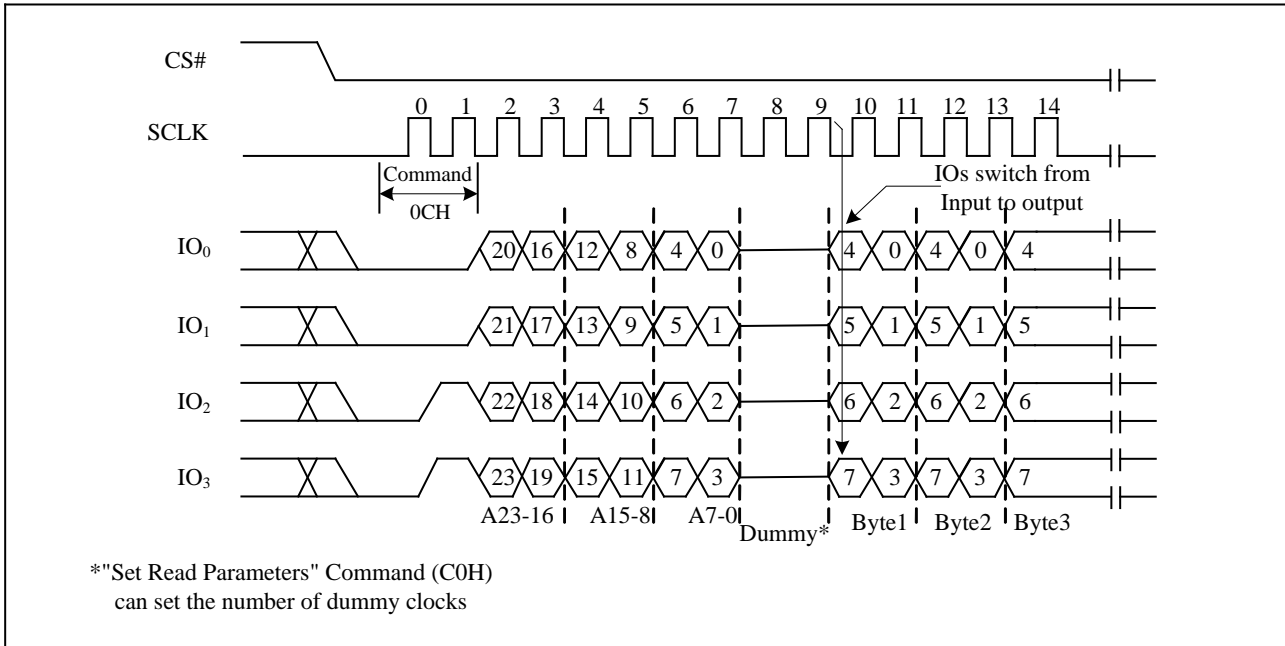 CS#
0 1 2 3 4 5 6 7 8 9 10 11 12 13 14
SCLK
Command
0CH
IOs switch from
Input to output
IO₀ 20 16 12 8 4 0 4 0 4 0 4
IO₁ 21 17 13 9 5 1 5 1 5 1 5
IO₂ 22 18 14 10 6 2 6 2 6 2 6
IO₃ 23 19 15 11 7 3 7 3 7 3 7
A23-16 A15-8 A7-0 Dummy* Byte1 Byte2 Byte3
*"Set Read Parameters" Command (C0H)
can set the number of dummy clocks